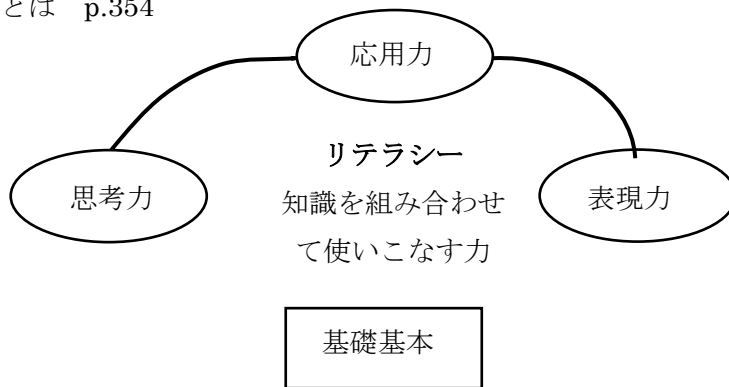 とは p.354
応用力
リテラシー
思考力
知識を組み合わせ
表現力
て使いこなす力
基礎基本